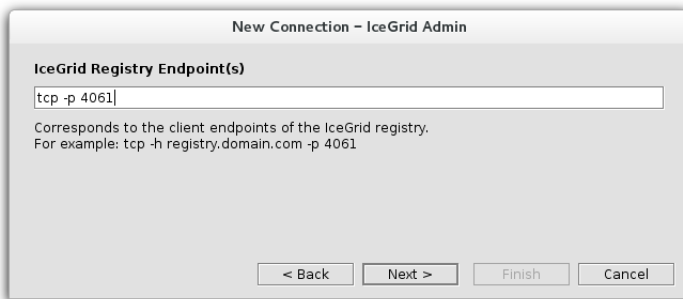 New Connection – IceGrid Admin
IceGrid Registry Endpoint(s)
tcp -p 4061
Corresponds to the client endpoints of the IceGrid registry.
For example: tcp -h registry.domain.com -p 4061
< Back Next > Finish Cancel